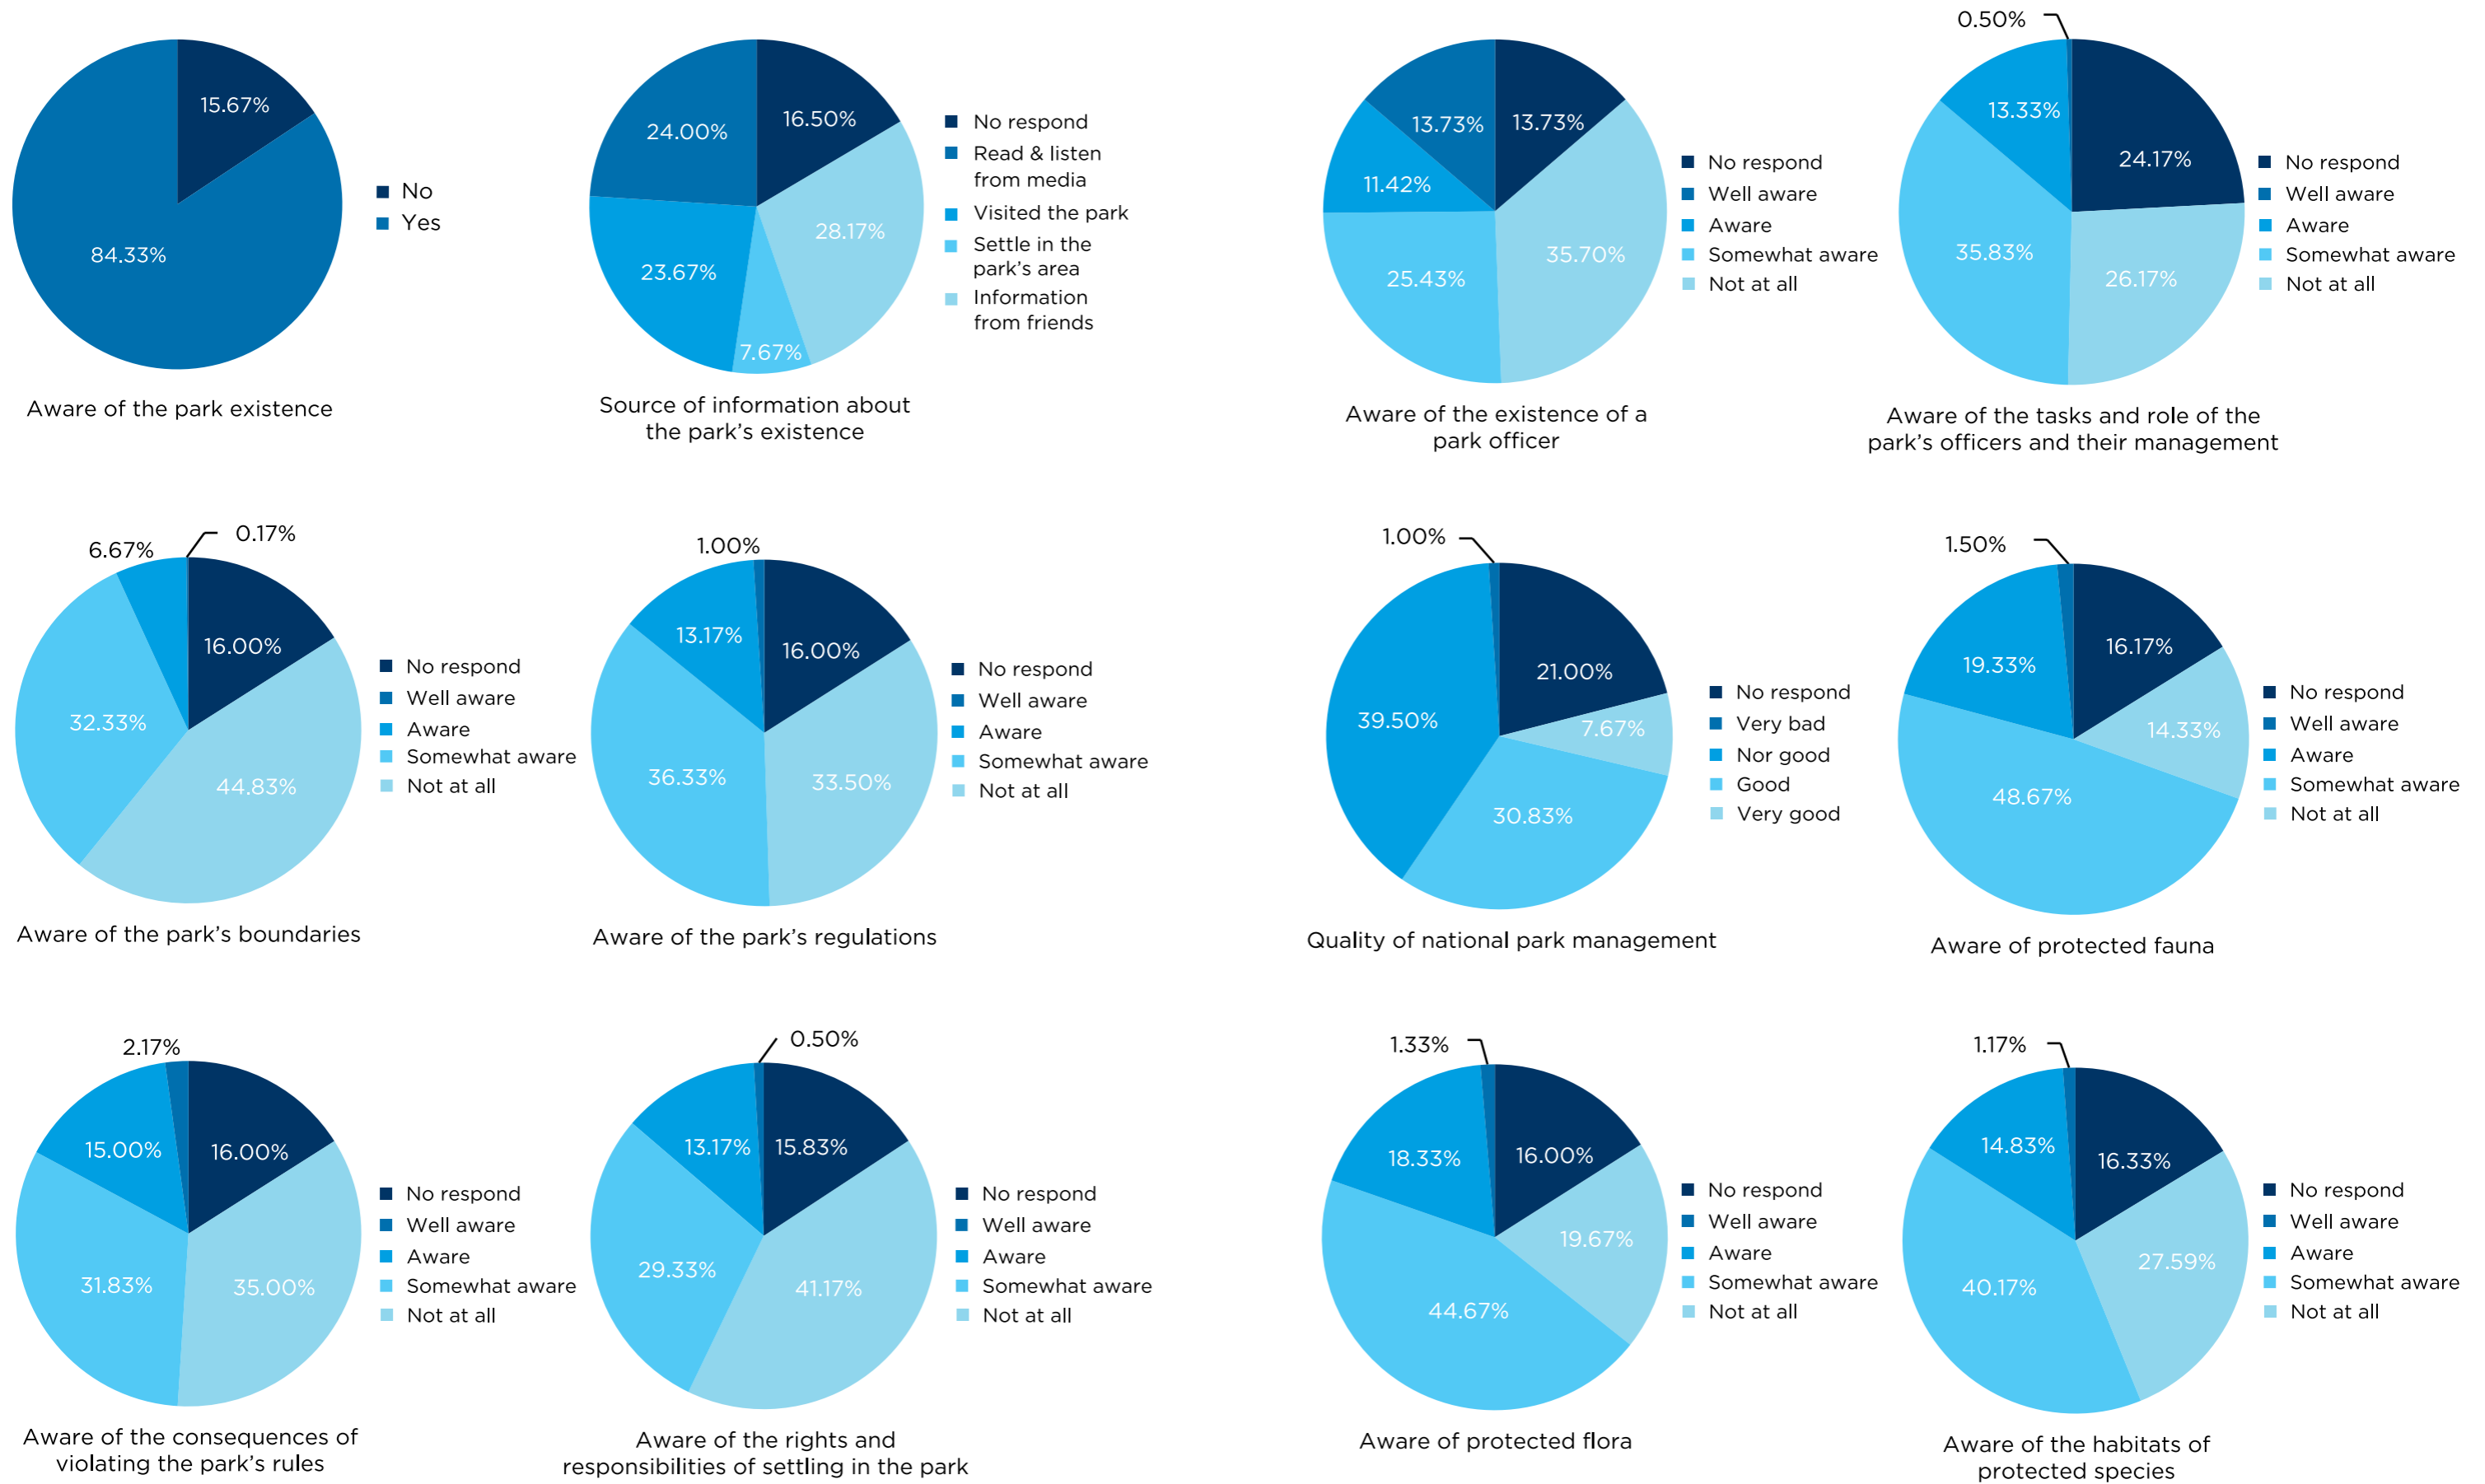 15.67%
84.33%
No
Yes
Aware of the park existence
24.00%
16.50%
28.17%
23.67%
7.67%
No respond
Read & listen
from media
Visited the park
Settle in the
park's area
Information
from friends
Source of information about
the park's existence
13.73%
13.73%
11.42%
35.70%
25.43%
No respond
Well aware
Aware
Somewhat aware
Not at all
Aware of the existence of a
park officer
0.50%
13.33%
24.17%
35.83%
26.17%
No respond
Well aware
Aware
Somewhat aware
Not at all
Aware of the tasks and role of the
park's officers and their management
0.17%
6.67%
16.00%
32.33%
44.83%
No respond
Well aware
Aware
Somewhat aware
Not at all
Aware of the park's boundaries
1.00%
13.17%
16.00%
36.33%
33.50%
No respond
Well aware
Aware
Somewhat aware
Not at all
Aware of the park's regulations
1.00%
21.00%
39.50%
7.67%
30.83%
No respond
Very bad
Nor good
Good
Very good
Quality of national park management
1.50%
16.17%
19.33%
14.33%
48.67%
No respond
Well aware
Aware
Somewhat aware
Not at all
Aware of protected fauna
2.17%
15.00%
16.00%
31.83%
35.00%
No respond
Well aware
Aware
Somewhat aware
Not at all
Aware of the consequences of
violating the park's rules
0.50%
13.17%
15.83%
29.33%
41.17%
No respond
Well aware
Aware
Somewhat aware
Not at all
Aware of the rights and
responsibilities of settling in the park
1.33%
18.33%
16.00%
19.67%
44.67%
No respond
Well aware
Aware
Somewhat aware
Not at all
Aware of protected flora
1.17%
14.83%
16.33%
27.59%
40.17%
No respond
Well aware
Aware
Somewhat aware
Not at all
Aware of the habitats of
protected species